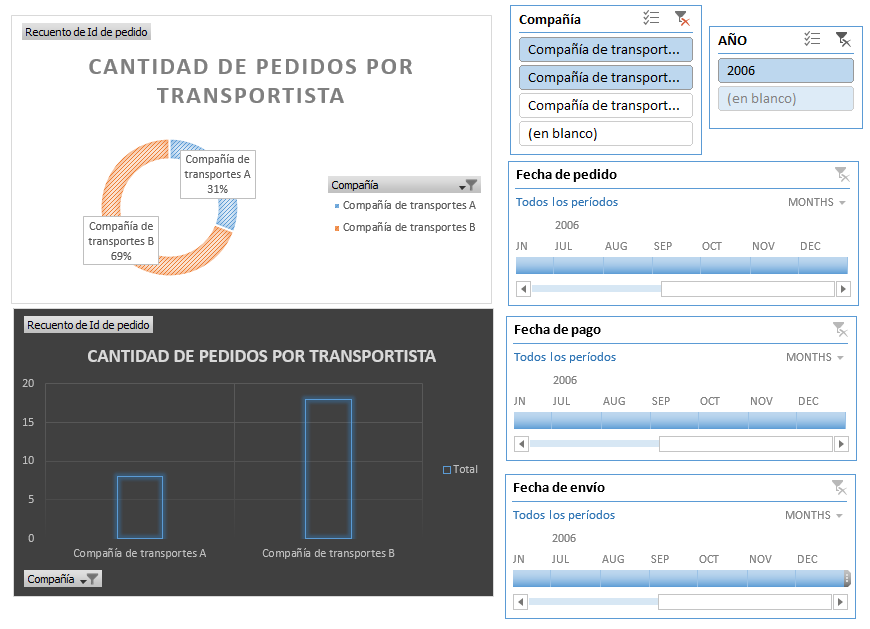 Recuento de Id de pedido
CANTIDAD DE PEDIDOS POR
TRANSPORTISTA
Compañía de
transportes A
31%
Compañía de
transportes B
69%
Compañía
Compañía de transportes A
Compañía de transportes B
Recuento de Id de pedido
CANTIDAD DE PEDIDOS POR TRANSPORTISTA
20
15
10
5
0
Compañía de transportes A
Compañía de transportes B
Total
Compañía
Compañía
Compañía de transport...
Compañía de transport...
Compañía de transport...
(en blanco)
AÑO
2006
(en blanco)
Fecha de pedido
Todos los períodos
MONTHS
2006
JN JUL AUG SEP OCT NOV DEC
Fecha de pago
Todos los períodos
MONTHS
2006
JN JUL AUG SEP OCT NOV DEC
Fecha de envío
Todos los períodos
MONTHS
2006
JN JUL AUG SEP OCT NOV DEC